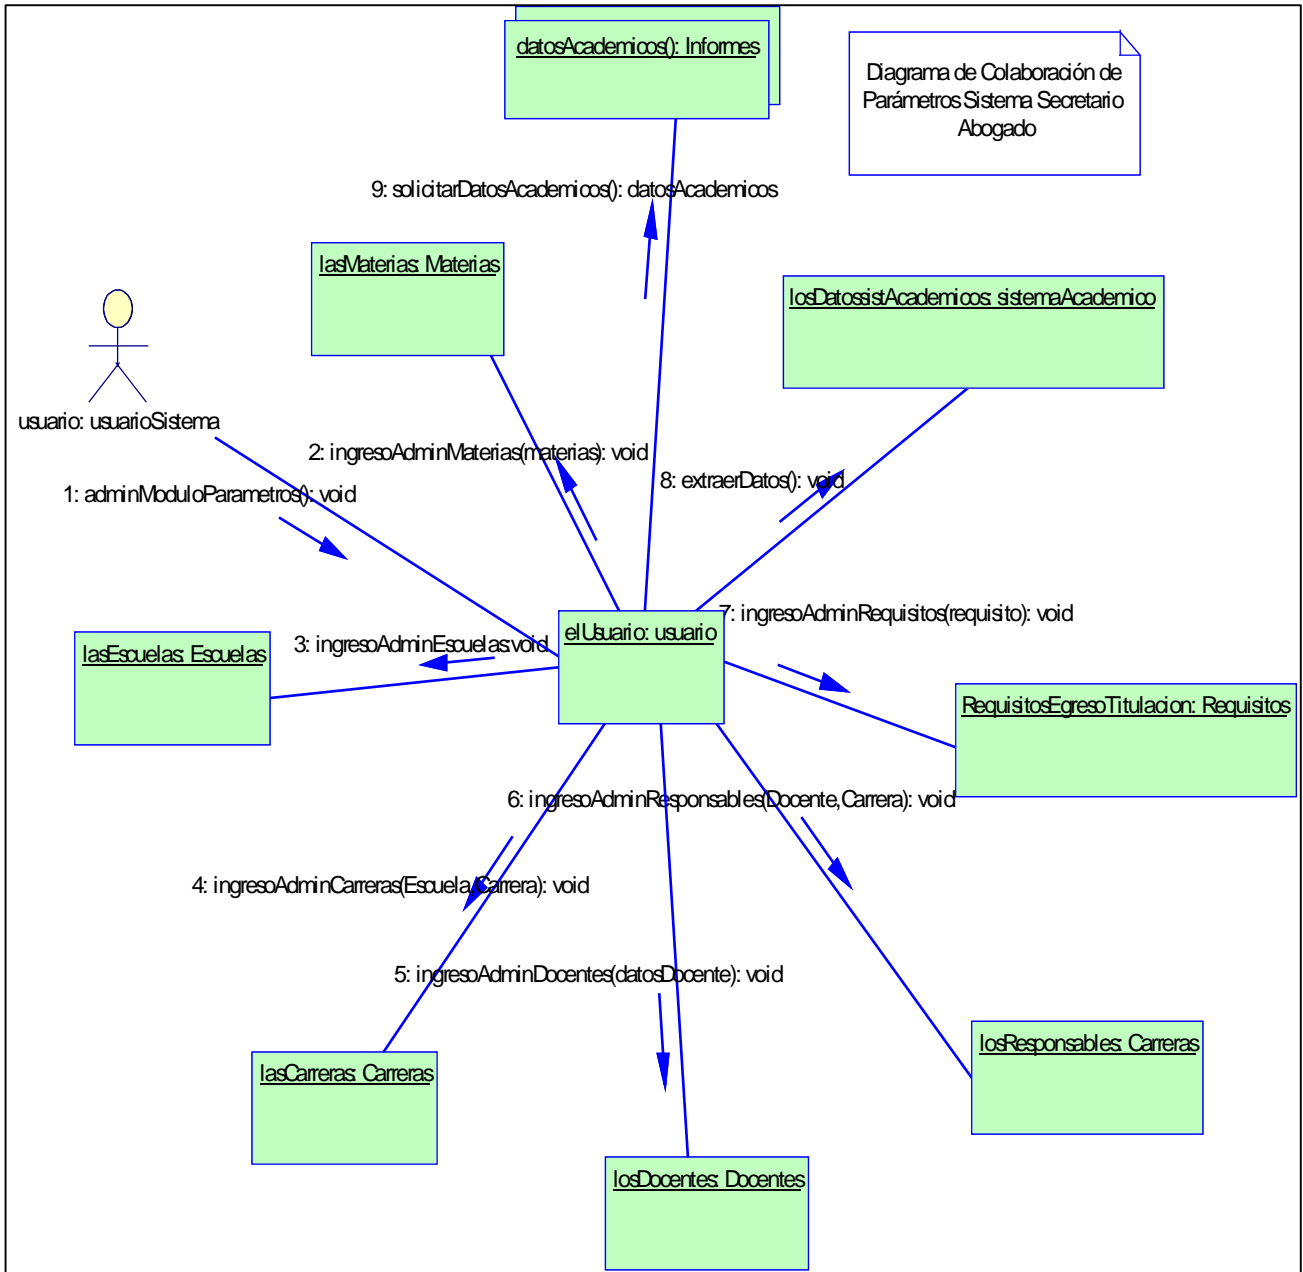 datosAcademicos(): Informes
Diagrama de Colaboración de
Parámetros Sistema Secretario
Abogado
9: solicitarDatosAcademicos(): datosAcademicos
lasMaterias: Materias
losDatossistAcademicos: sistemaAcademico
usuario: usuarioSistema
2: ingresoAdminMaterias(materias): void
8: extraerDatos(): void
1: adminModuloParametros(): void
7: ingresoAdminRequisitos(requisito): void
elUsuario: usuario
3: ingresoAdminEscuelas:void
lasEscuelas: Escuelas
RequisitosEgresoTitulacion: Requisitos
6: ingresoAdminResponsables(Docente,Carrera): void
4: ingresoAdminCarreras(Escuela,Carrera): void
5: ingresoAdminDocentes(datosDocente): void
losResponsables: Carreras
lasCarreras: Carreras
losDocentes: Docentes